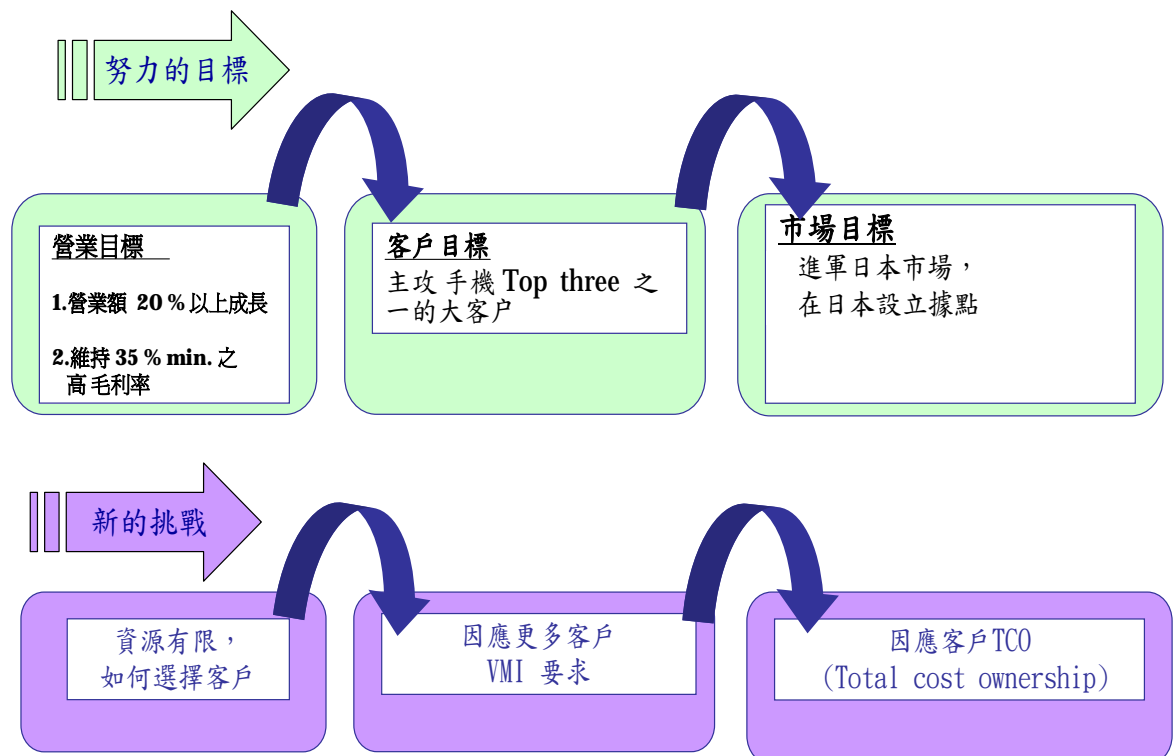 努力的目標
營業目標
1.營業額 20 % 以上成長
2.維持 35 % min. 之
高毛利率
客戶目標
主攻 手機 Top three 之
一的大客户
市場目標
進軍日本市場，
在日本設立據點
新的挑戰
資源有限，
如何選擇客戶
因應更多客戶
VMI 要求
因應客戶TCO
(Total cost ownership)